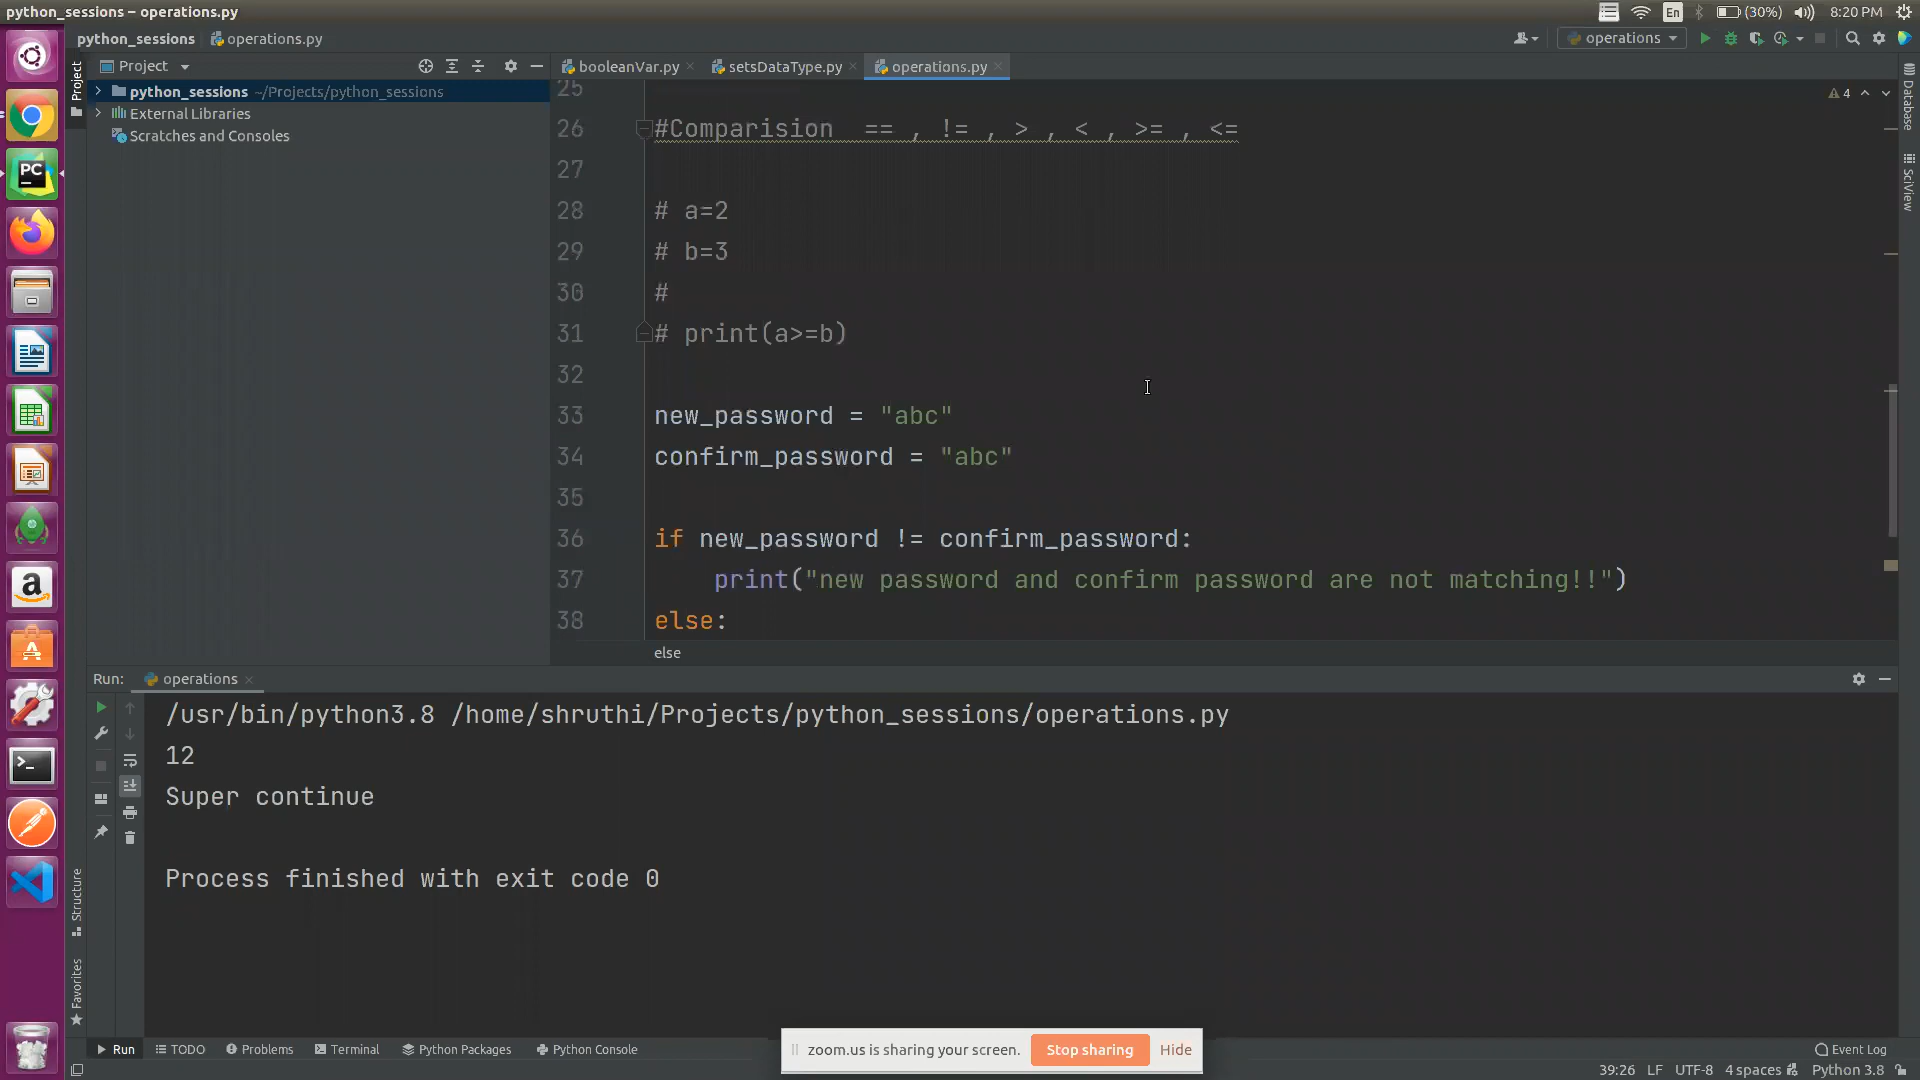 python_sessions – operations.py
En (30%) 8:20 PM
python_sessions operations.py
operations
Project
Project
booleanVar.py setsDataType.py operations.py
python_sessions ~/Projects/python_sessions
External Libraries
Scratches and Consoles
PC
4
Database
SciView
25
26 #Comparision == , != , > , < , >= , <=
27
28 # a=2
29 # b=3
30 #
31 # print(a>=b)
32
33 new_password = "abc"
34 confirm_password = "abc"
35
36 if new_password != confirm_password:
37 print("new password and confirm password are not matching!!")
38 else:
else
Run: operations
/usr/bin/python3.8 /home/shruthi/Projects/python_sessions/operations.py
12
Super continue
Process finished with exit code 0
Structure
Favorites
Run TODO Problems Terminal Python Packages Python Console
zoom.us is sharing your screen. Stop sharing Hide
Event Log
39:26 LF UTF-8 4 spaces Python 3.8